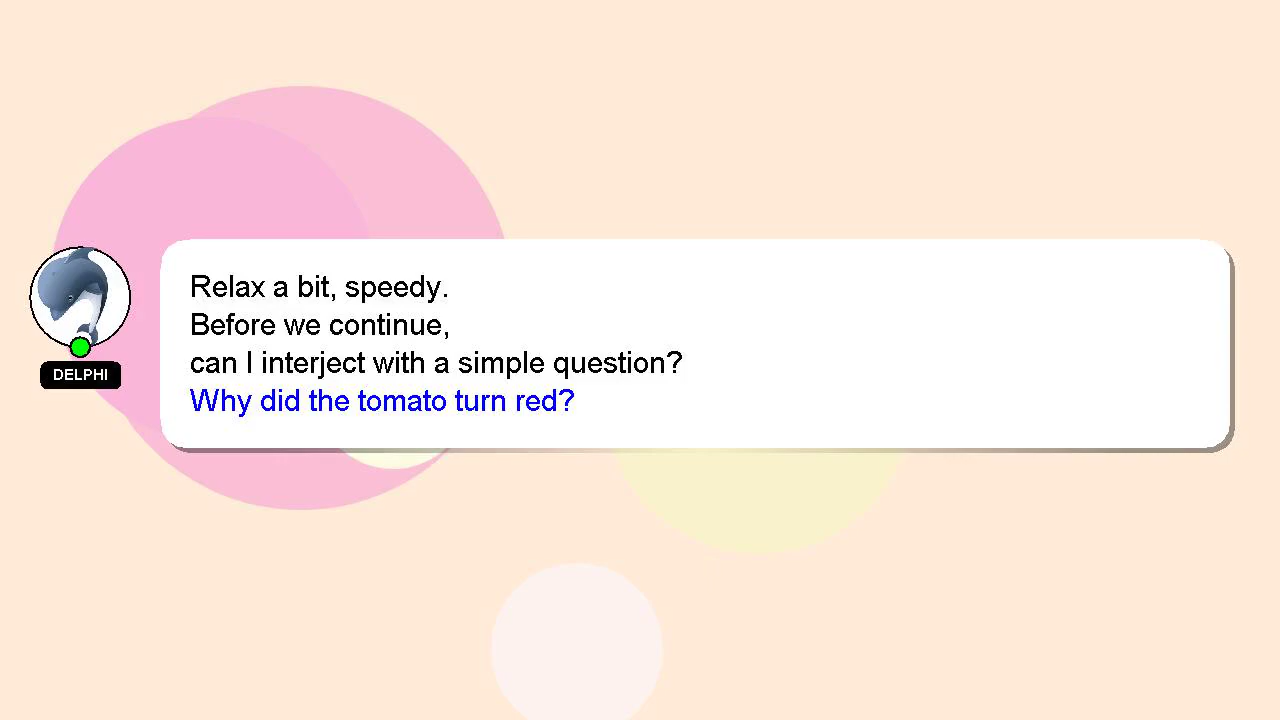 Relax a bit, speedy.
Before we continue,
can I interject with a simple question?
Why did the tomato turn red?
DELPHI